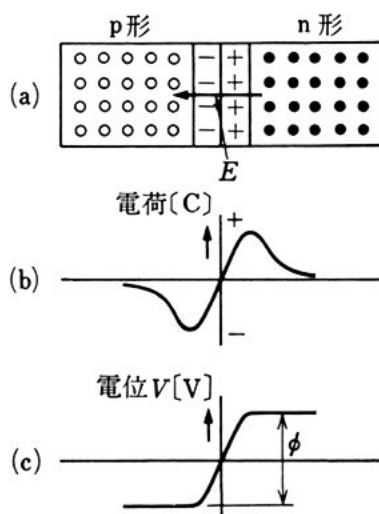 p形 n形
(a)
− + − + − + − +
E
電荷〔C〕
+
(b)
−
電位V〔V〕
(c)
φ